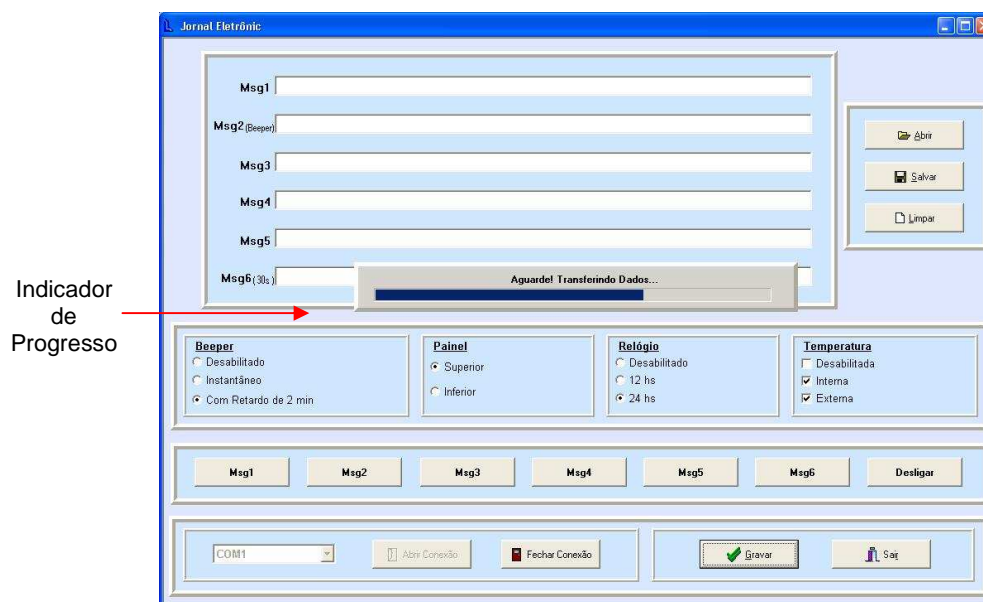 Jornal Eletrônic
Msg1
Msg2(Beeper)
Msg3
Msg4
Msg5
Msg6(30s)
Abrir
Salvar
Limpar
Aguarde! Transferindo Dados...
Indicador
de
Progresso
Beeper
Desabilitado
Instantâneo
Com Retardo de 2 min
Painel
Superior
Inferior
Relógio
Desabilitado
12 hs
24 hs
Temperatura
Desabilitada
Interna
Externa
Msg1 Msg2 Msg3 Msg4 Msg5 Msg6 Desligar
COM1 Abrir Conexão Fechar Conexão Gravar Sair